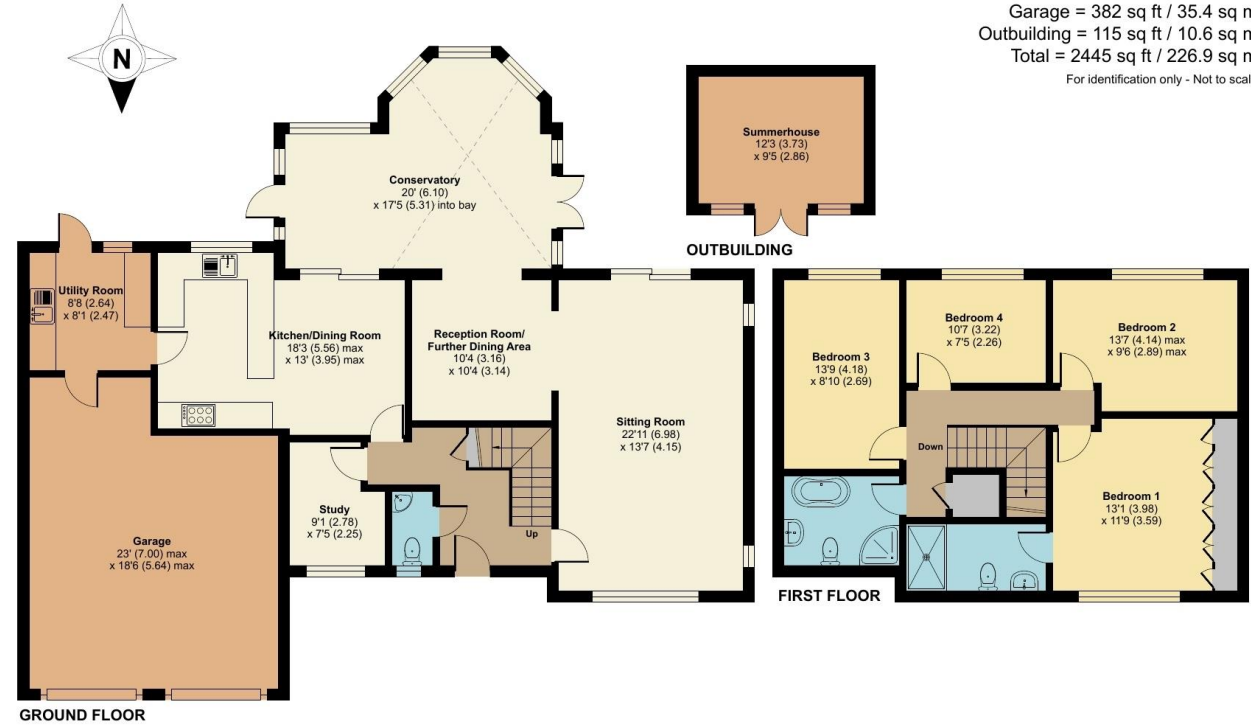 Garage = 382 sq ft / 35.4 sq m
Outbuilding = 115 sq ft / 10.6 sq m
Total = 2445 sq ft / 226.9 sq m
For identification only - Not to scal
N
Summerhouse
12'3 (3.73)
x 9'5 (2.86)
OUTBUILDING
Conservatory
20' (6.10)
x 17'5 (5.31) into bay
Utility Room
8'8 (2.64)
x 8'1 (2.47)
Kitchen/Dining Room
18'3 (5.56) max
x 13' (3.95) max
Reception Room/
Further Dining Area
10'4 (3.16)
x 10'4 (3.14)
Sitting Room
22'11 (6.98)
x 13'7 (4.15)
Study
9'1 (2.78)
x 7'5 (2.25)
Up
Garage
23' (7.00) max
x 18'6 (5.64) max
GROUND FLOOR
Bedroom 3
13'9 (4.18)
x 8'10 (2.69)
Bedroom 4
10'7 (3.22)
x 7'5 (2.26)
Bedroom 2
13'7 (4.14) max
x 9'6 (2.89) max
Down
Bedroom 1
13'1 (3.98)
x 11'9 (3.59)
FIRST FLOOR